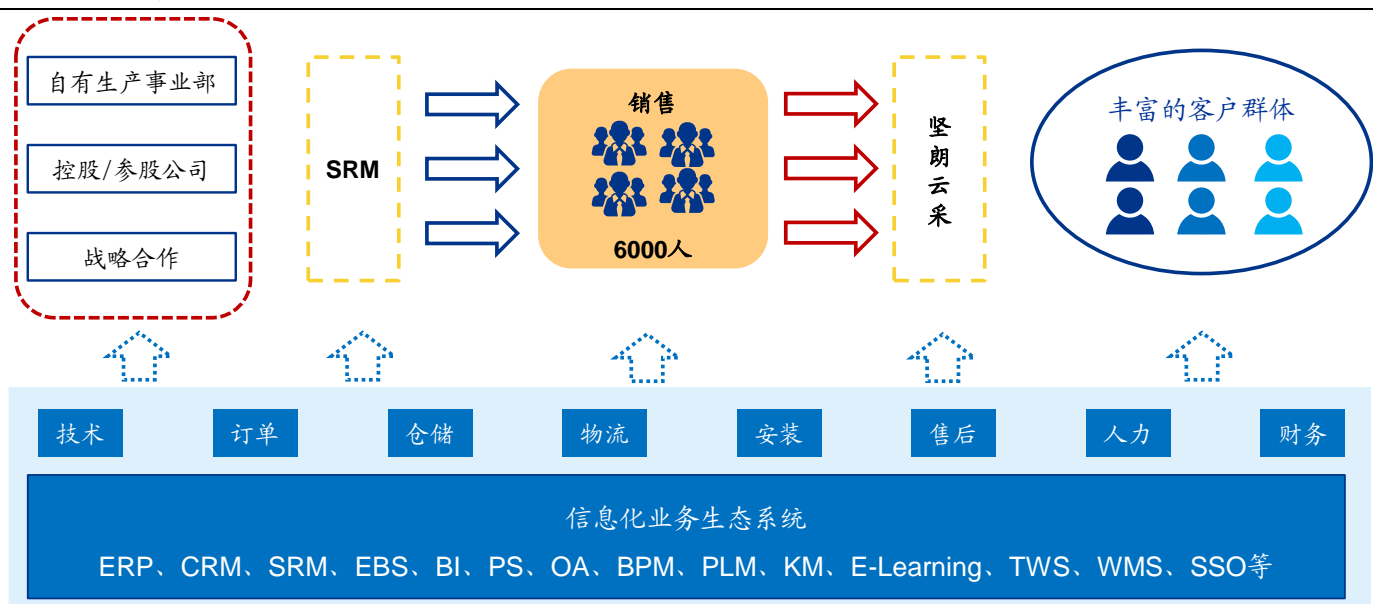 自有生产事业部
控股/参股公司
战略合作
SRM
销售
6000人
坚朗云采
丰富的客户群体
技术
订单
仓储
物流
安装
售后
人力
财务
信息化业务生态系统
ERP、CRM、SRM、EBS、BI、PS、OA、BPM、PLM、KM、E-Learning、TWS、WMS、SSO等